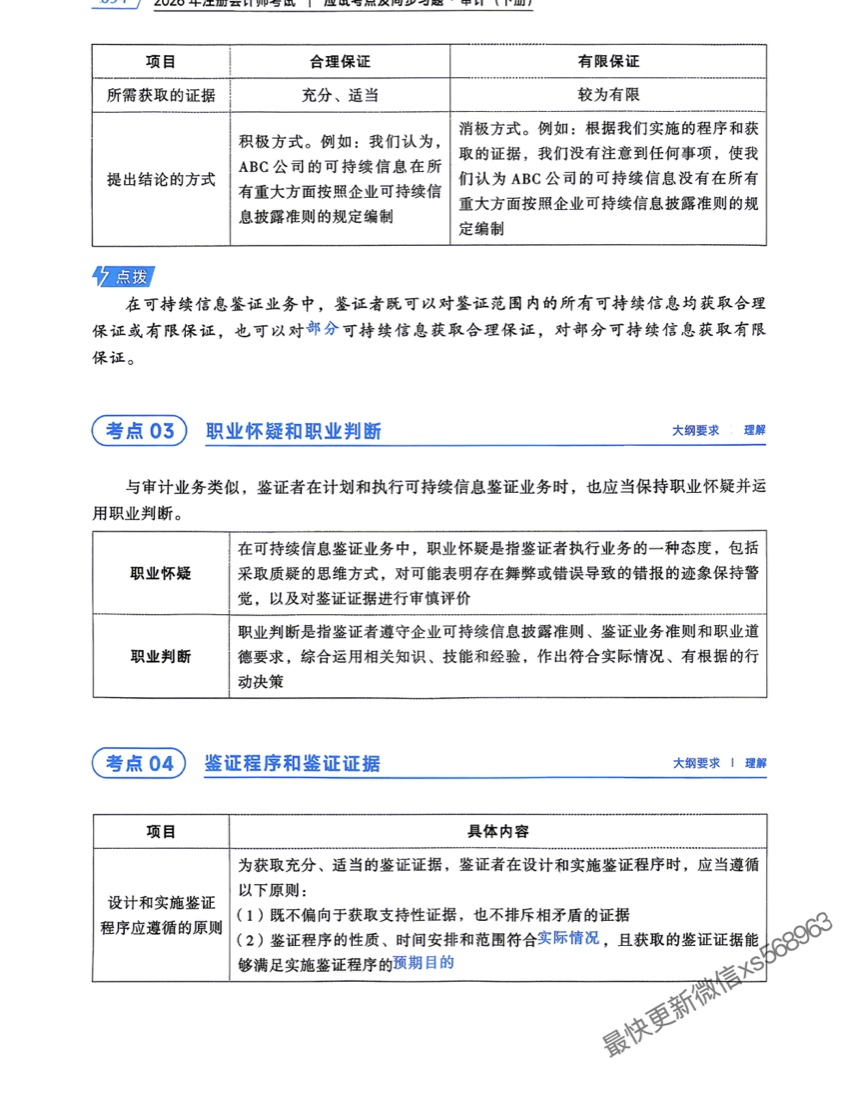 2026 年注册会计师考试 | 应试考点及同步习题·审计（下册）
项目 合理保证 有限保证
所需获取的证据 充分、适当 较为有限
提出结论的方式
积极方式。例如：我们认为，
ABC 公司的可持续信息在所
有重大方面按照企业可持续信
息披露准则的规定编制
消极方式。例如：根据我们实施的程序和获
取的证据，我们没有注意到任何事项，使我
们认为 ABC 公司的可持续信息没有在所有
重大方面按照企业可持续信息披露准则的规
定编制
点拨
在可持续信息鉴证业务中，鉴证者既可以对鉴证范围内的所有可持续信息均获取合理
保证或有限保证，也可以对部分可持续信息获取合理保证，对部分可持续信息获取有限
保证。
考点 03 职业怀疑和职业判断 大纲要求 理解
与审计业务类似，鉴证者在计划和执行可持续信息鉴证业务时，也应当保持职业怀疑并运
用职业判断。
职业怀疑
在可持续信息鉴证业务中，职业怀疑是指鉴证者执行业务的一种态度，包括
采取质疑的思维方式，对可能表明存在舞弊或错误导致的错报的迹象保持警
觉，以及对鉴证证据进行审慎评价
职业判断
职业判断是指鉴证者遵守企业可持续信息披露准则、鉴证业务准则和职业道
德要求，综合运用相关知识、技能和经验，作出符合实际情况、有根据的行
动决策
考点 04 鉴证程序和鉴证证据 大纲要求 | 理解
项目 具体内容
设计和实施鉴证
程序应遵循的原则
为获取充分、适当的鉴证证据，鉴证者在设计和实施鉴证程序时，应当遵循
以下原则：
（1）既不偏向于获取支持性证据，也不排斥相矛盾的证据
（2）鉴证程序的性质、时间安排和范围符合实际情况，且获取的鉴证证据能
够满足实施鉴证程序的预期目的
最快更新微信xs568963